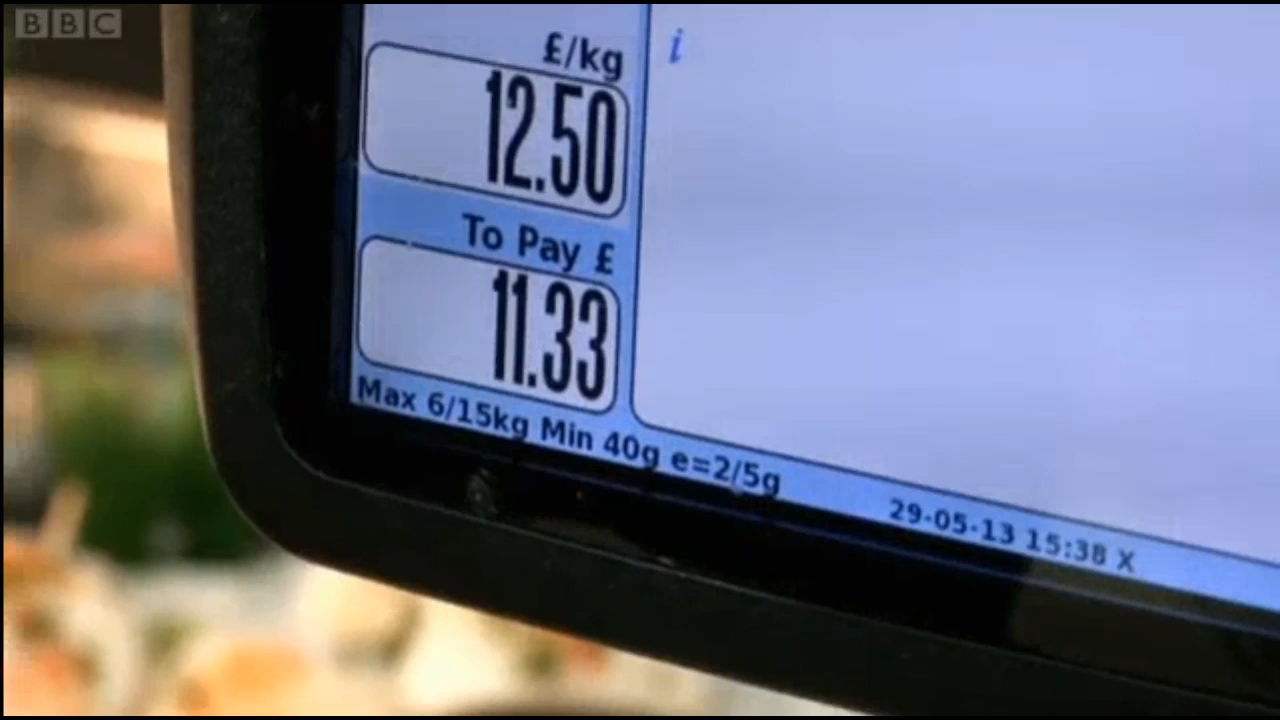 BBC
£/kg
i
12.50
To Pay £
11.33
Max 6/15kg Min 40g e=2/5g
29-05-13 15:38 X